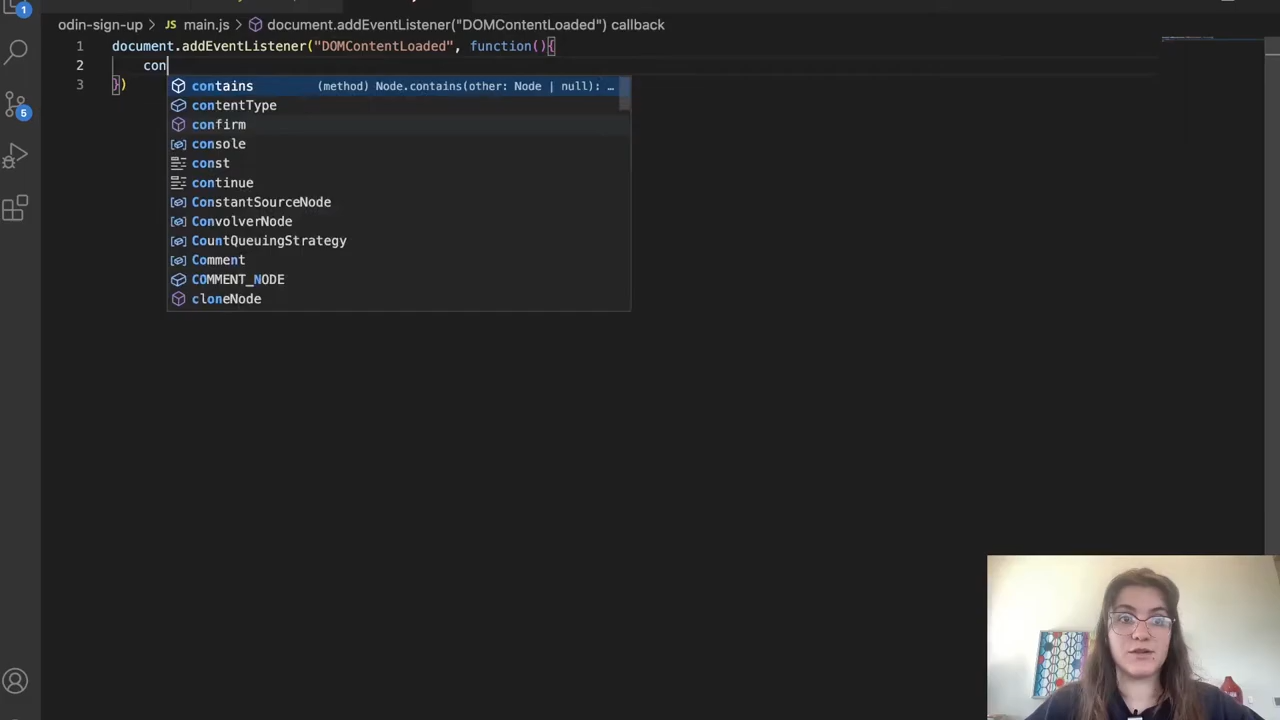 odin-sign-up > JS main.js > document.addEventListener("DOMContentLoaded") callback
1 document.addEventListener("DOMContentLoaded", function(){
2 con
contains (method) Node.contains(other: Node | null): …
3 })
contentType
confirm
console
const
continue
ConstantSourceNode
ConvolverNode
CountQueuingStrategy
Comment
COMMENT_NODE
cloneNode
1
5